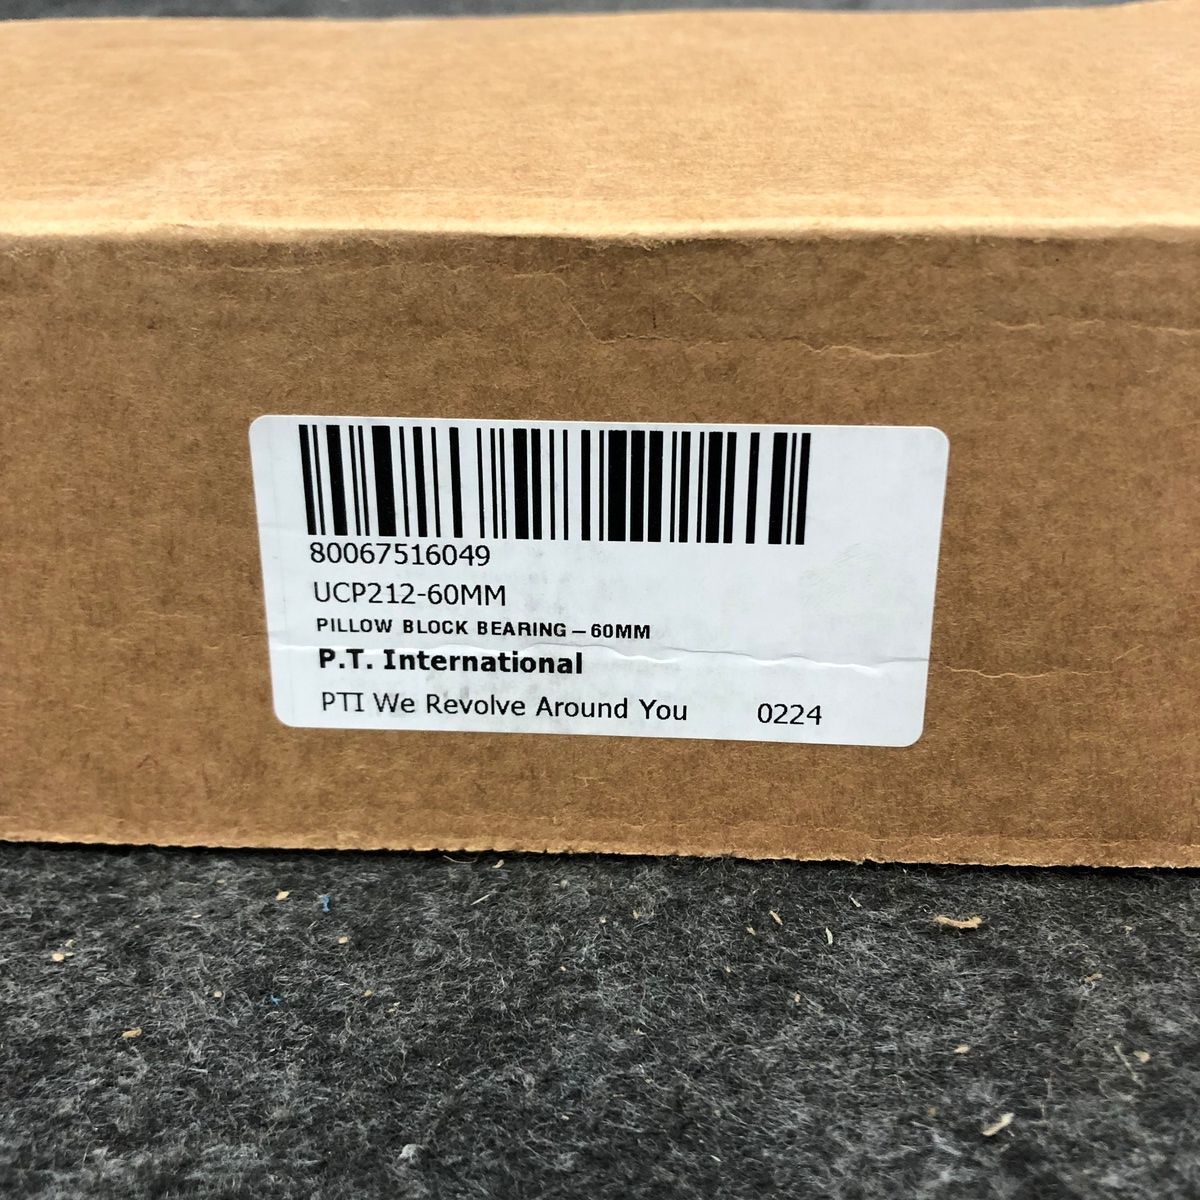 80067516049
UCP212-60MM
PILLOW BLOCK BEARING – 60MM
P.T. International
PTI We Revolve Around You 0224